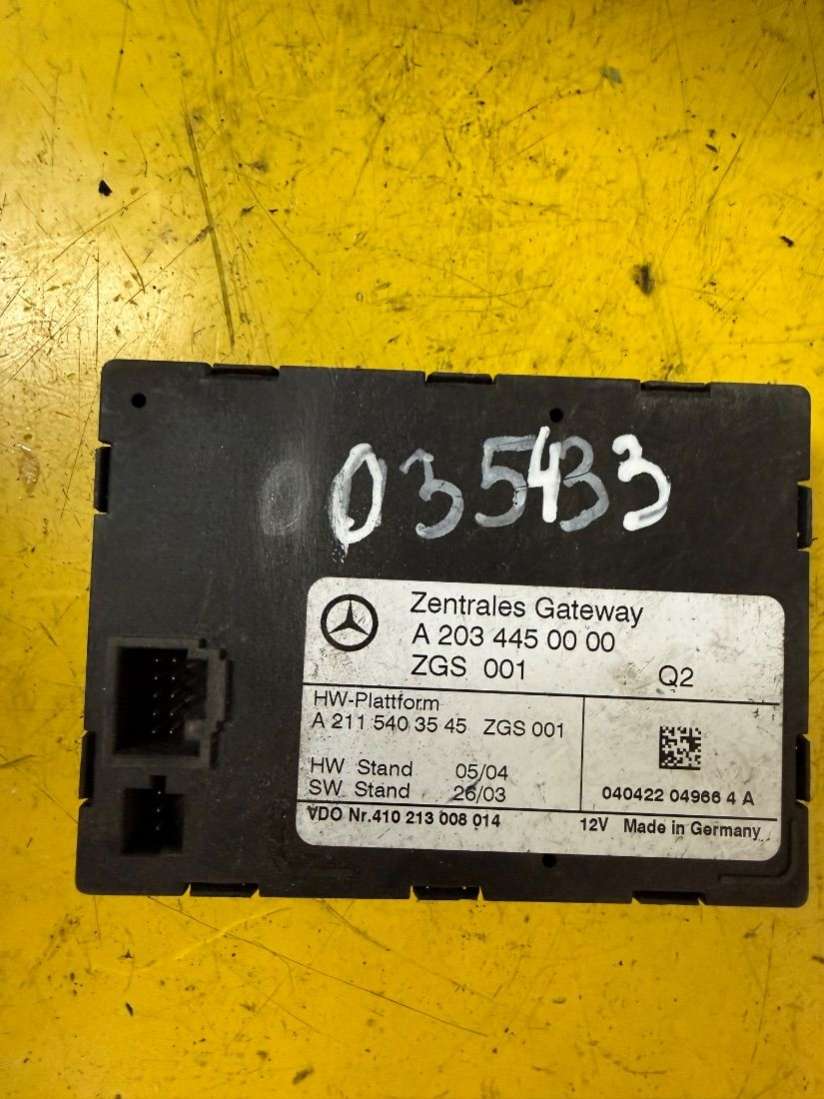 035433
Zentrales Gateway
A 203 445 00 00
ZGS 001 Q2
HW-Plattform
A 211 540 35 45 ZGS 001
HW Stand 05/04
SW Stand 26/03
040422 04966 4 A
VDO Nr.410 213 008 014
12V Made in Germany